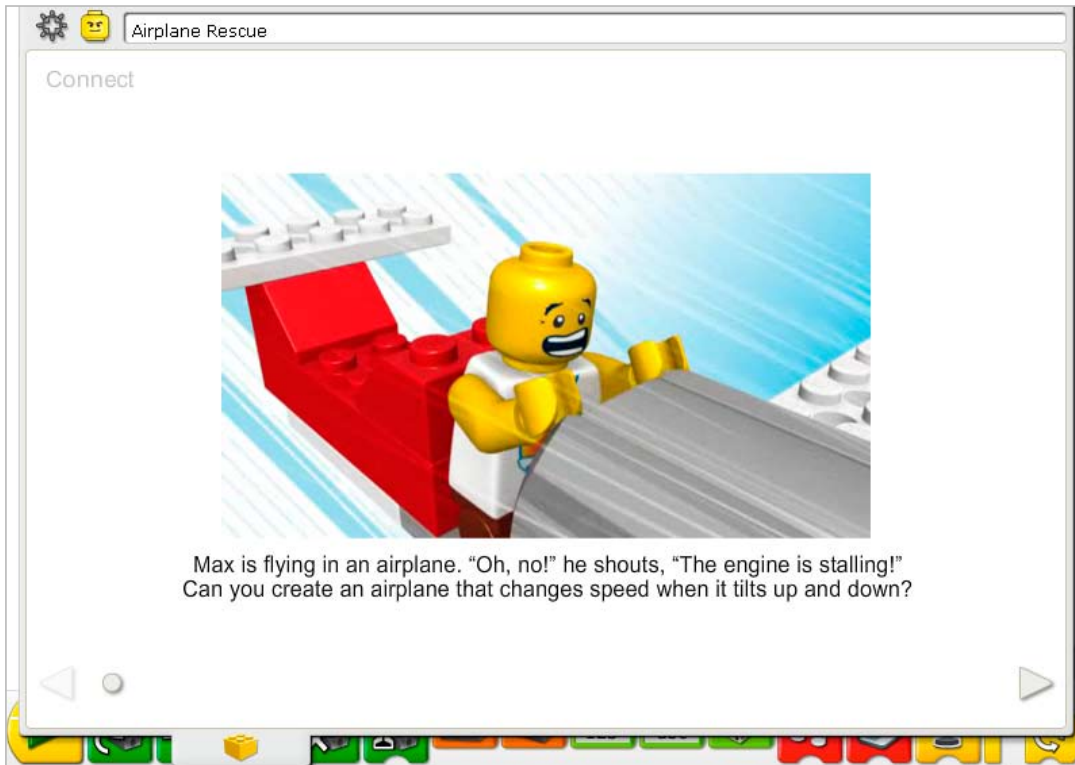 Airplane Rescue
Connect
Max is flying in an airplane. “Oh, no!” he shouts, “The engine is stalling!”
Can you create an airplane that changes speed when it tilts up and down?